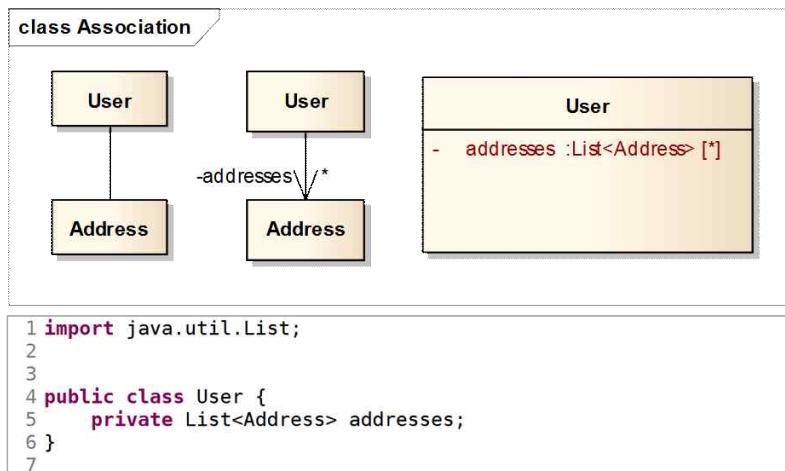 class Association
User
Address
User
-addresses *
Address
User
- addresses :List<Address> [*]
1 import java.util.List;
2
3
4 public class User {
5     private List<Address> addresses;
6 }
7